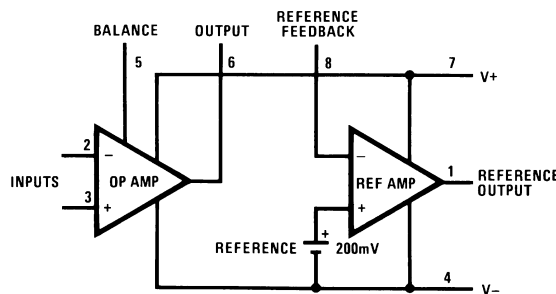 BALANCE
OUTPUT
REFERENCE
FEEDBACK
5
6
8
7
V+
2
−
OP AMP
INPUTS
3
+
−
REF AMP
+
1
REFERENCE
OUTPUT
REFERENCE
+
200mV
4
V−